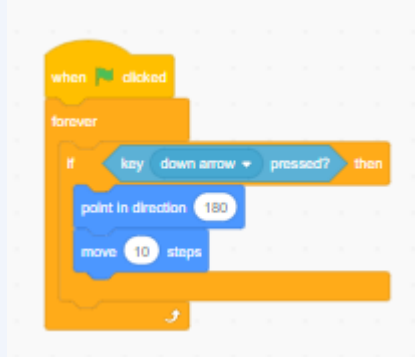 when clicked
forever
if key down arrow pressed? then
point in direction 180
move 10 steps